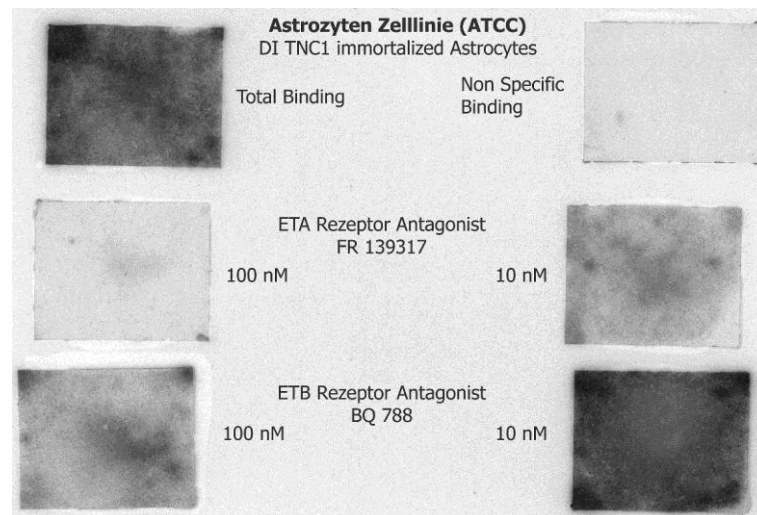 Astrozyten Zelllinie (ATCC)
DI TNC1 immortalized Astrocytes
Total Binding
Non Specific
Binding
ETA Rezeptor Antagonist
FR 139317
100 nM
10 nM
ETB Rezeptor Antagonist
BQ 788
100 nM
10 nM